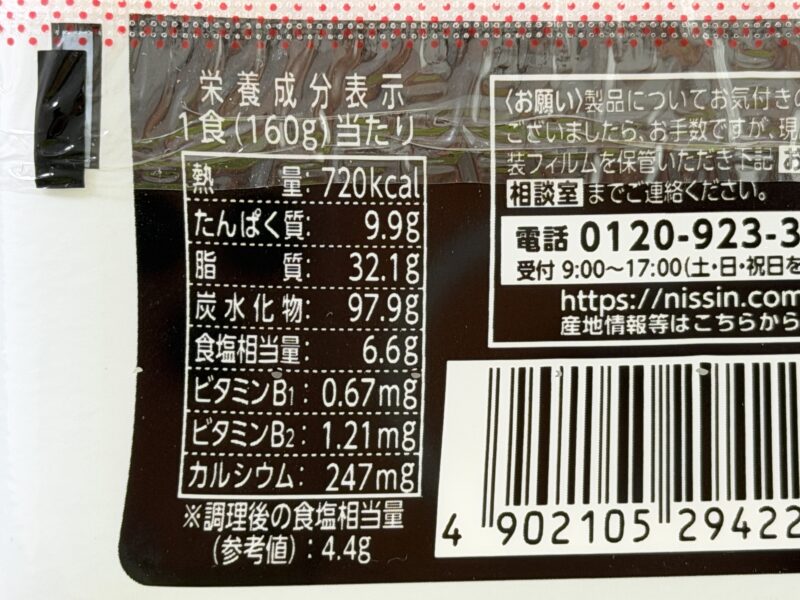 栄養成分表示
1食(160g)当たり
熱量: 720kcal
たんぱく質: 9.9g
脂質: 32.1g
炭水化物: 97.9g
食塩相当量: 6.6g
ビタミンB1: 0.67mg
ビタミンB2: 1.21mg
カルシウム: 247mg
※調理後の食塩相当量
(参考値):4.4g
〈お願い〉製品についてお気付きの
ございましたら、お手数ですが、現
装フィルムを保管いただき下記お
相談室までご連絡ください。
電話 0120-923-3
受付 9:00~17:00(土・日・祝日を
https://nissin.com
産地情報等はこちらから
4 902105 29422